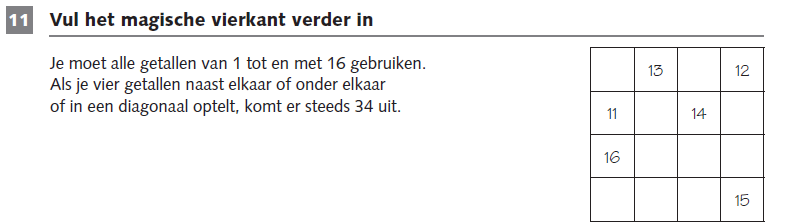 11 Vul het magische vierkant verder in
Je moet alle getallen van 1 tot en met 16 gebruiken.
Als je vier getallen naast elkaar of onder elkaar
of in een diagonaal optelt, komt er steeds 34 uit.
13 12
11 14
16
15